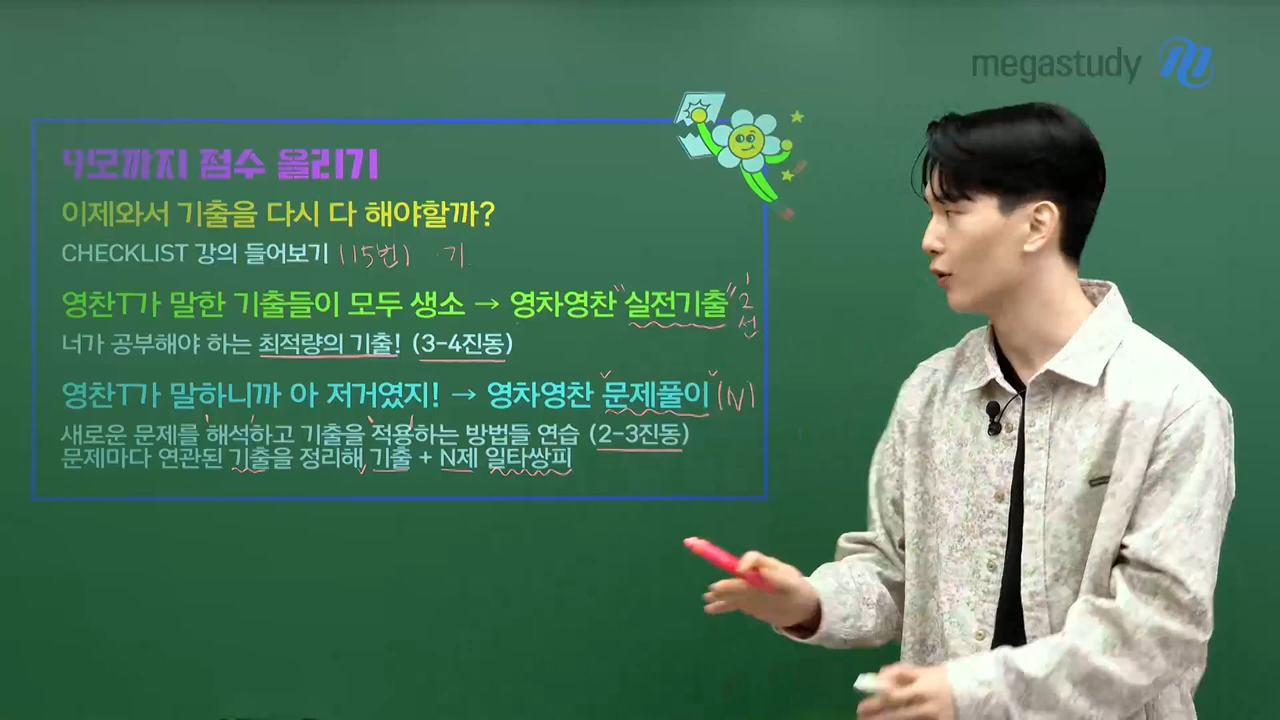 megastudy
9모까지 점수 올리기
이제와서 기출을 다시 다 해야할까?
CHECKLIST 강의 들어보기 (15번) 기
영찬T가 말한 기출들이 모두 생소 → 영차영찬 "실전기출" 1 2 선
너가 공부해야 하는 최적량의 기출! (3-4진동)
영찬T가 말하니까 아 저거였지! → 영차영찬 문제풀이 (N)
새로운 문제를 해석하고 기출을 적용하는 방법들 연습 (2-3진동)
문제마다 연관된 기출을 정리해, 기출 + N제 일타쌍피